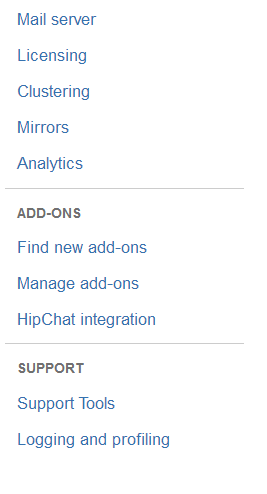 Mail server
Licensing
Clustering
Mirrors
Analytics
ADD-ONS
Find new add-ons
Manage add-ons
HipChat integration
SUPPORT
Support Tools
Logging and profiling